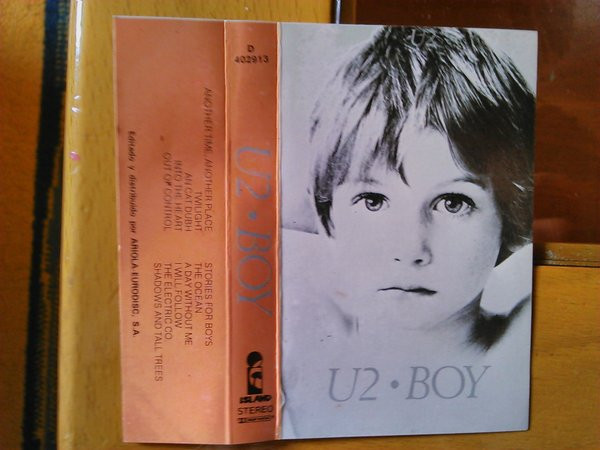 ANOTHER TIME, ANOTHER PLACE
TWILIGHT
AN CAT DUBH
INTO THE HEART
OUT OF CONTROL
STORIES FOR BOYS
THE OCEAN
A DAY WITHOUT ME
I WILL FOLLOW
THE ELECTRIC CO.
SHADOWS AND TALL TREES
Editado y distribuido por ARIOLA-EURODISC, S.A.
D
402913
U2 • BOY
ISLAND
STEREO
U2
U2 • BOY